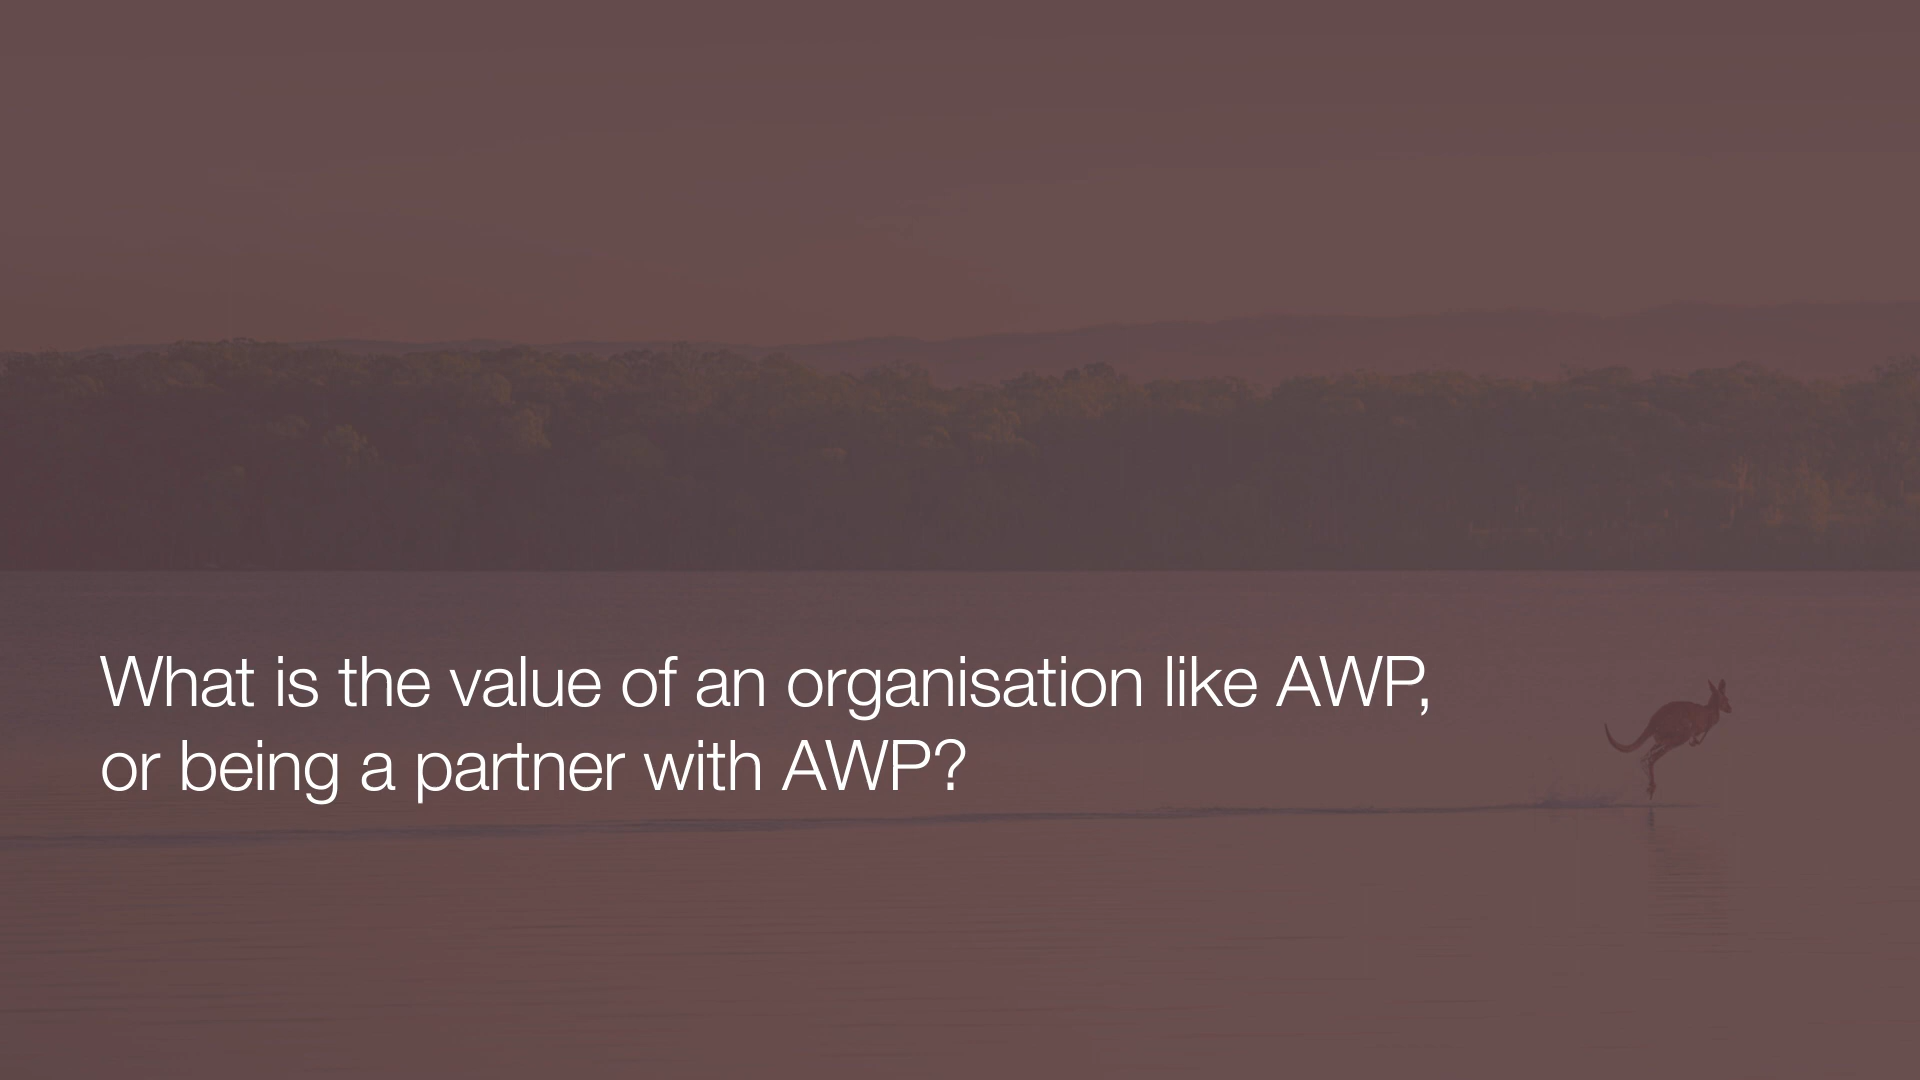 What is the value of an organisation like AWP,
or being a partner with AWP?